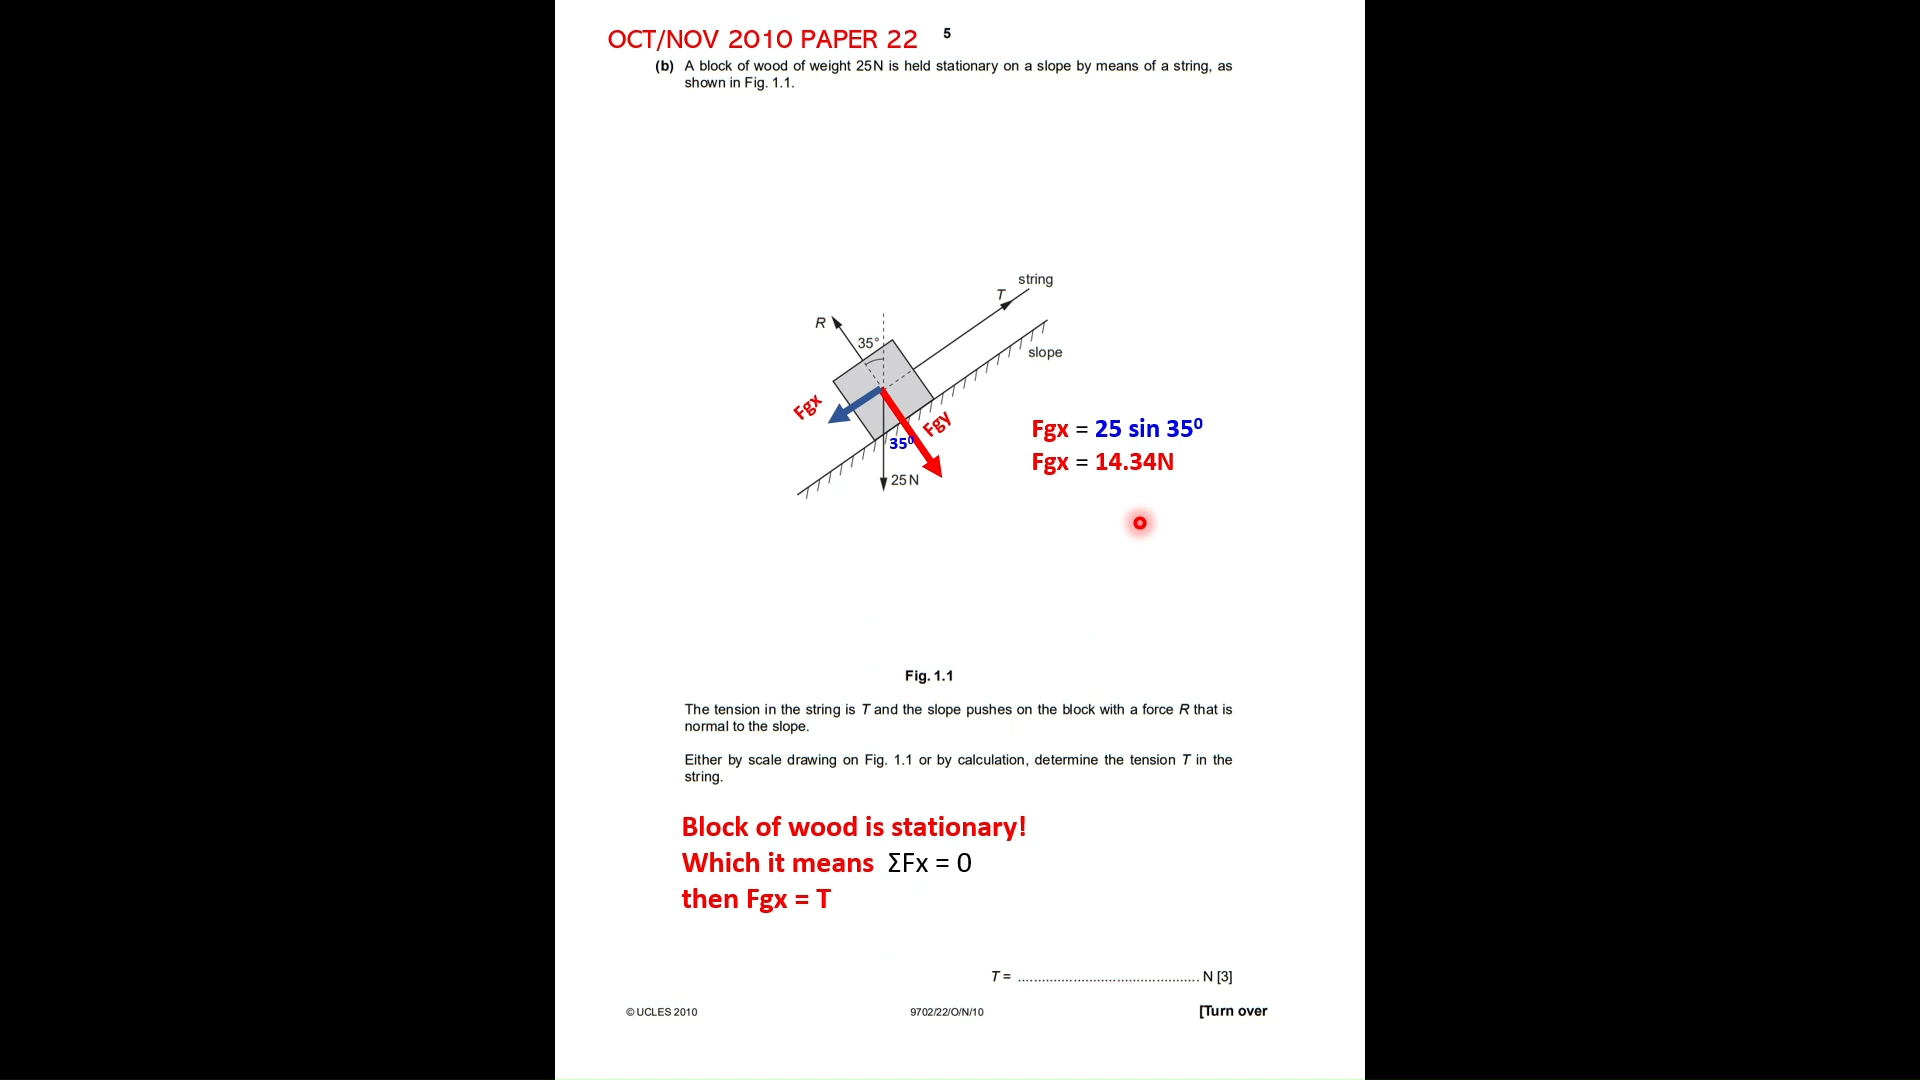 OCT/NOV 2010 PAPER 22
5
(b) A block of wood of weight 25 N is held stationary on a slope by means of a string, as
shown in Fig. 1.1.
string
T
R
35°
slope
Fgx
Fgy
35⁰
25 N
Fgx = 25 sin 35⁰
Fgx = 14.34N
Fig. 1.1
The tension in the string is T and the slope pushes on the block with a force R that is
normal to the slope.
Either by scale drawing on Fig. 1.1 or by calculation, determine the tension T in the
string.
Block of wood is stationary!
Which it means ΣFx = 0
then Fgx = T
T = ............................................. N [3]
© UCLES 2010
9702/22/O/N/10
[Turn over